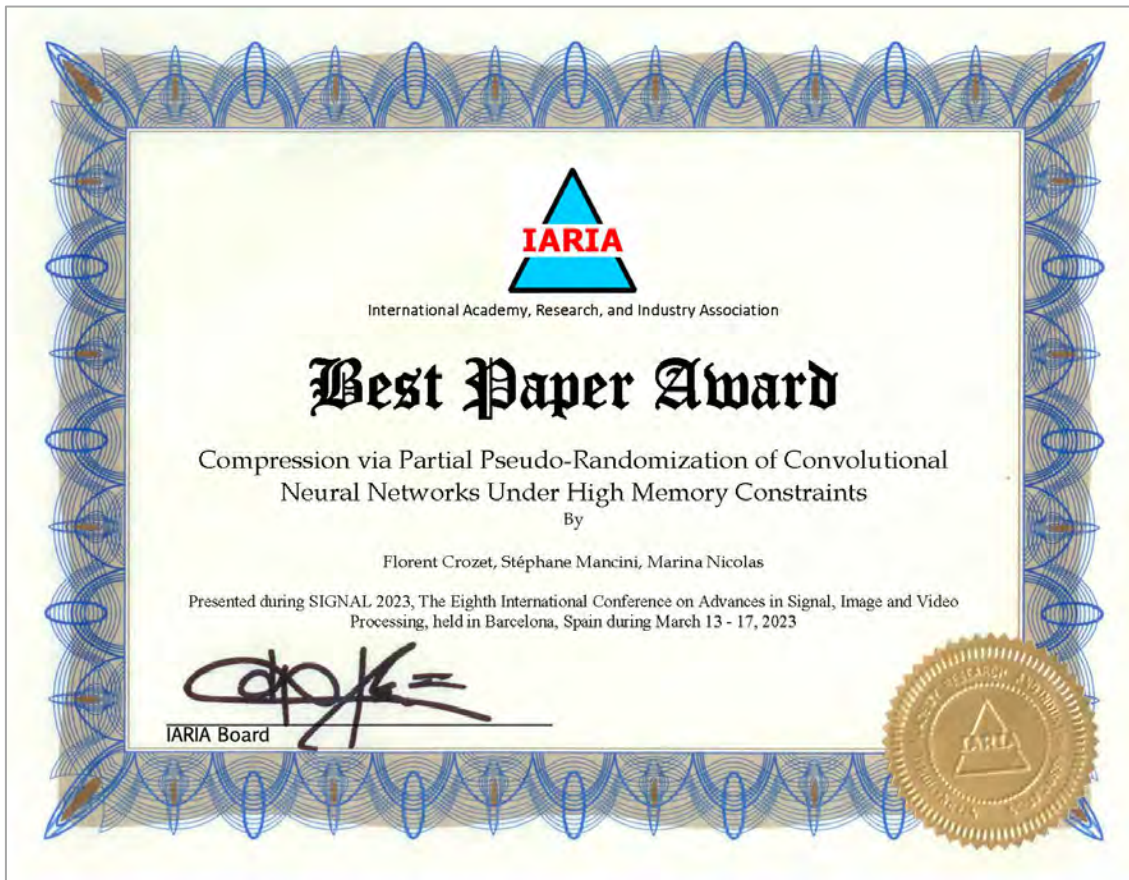 IARIA
International Academy, Research, and Industry Association
Best Paper Award
Compression via Partial Pseudo-Randomization of Convolutional
Neural Networks Under High Memory Constraints
By
Florent Crozet, Stéphane Mancini, Marina Nicolas
Presented during SIGNAL 2023, The Eighth International Conference on Advances in Signal, Image and Video
Processing, held in Barcelona, Spain during March 13 - 17, 2023
IARIA Board
IARIA